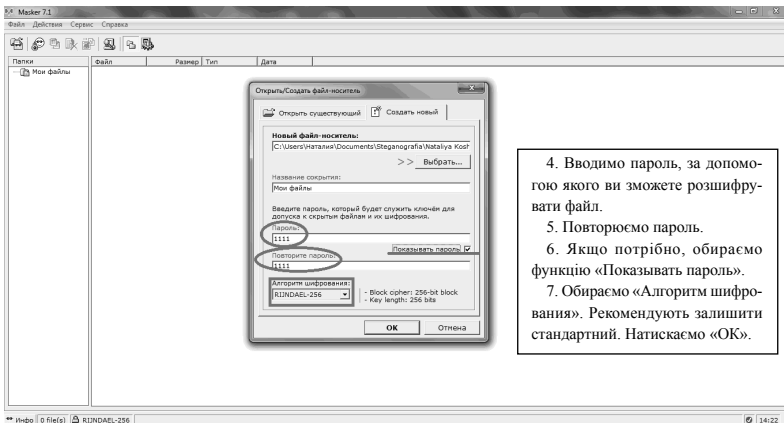 Masker 7.1
Файл Действия Сервис Справка
Папки
Файл Размер Тип Дата
Мои файлы
Открыть/Создать файл-носитель
Открыть существующий Создать новый
Новый файл-носитель:
C:\Users\Наталия\Documents\Steganografia\Nataliya Kosh
>> Выбрать...
Название сокрытия:
Мои файлы
Введите пароль, который будет служить ключём для
допуска к скрытым файлам и их шифрования.
Пароль:
1111
Показывать пароль
Повторите пароль:
1111
Алгоритм шифрования:
RIJNDAEL-256
- Block cipher: 256-bit block
- Key length: 256 bits
OK Отмена
4. Вводимо пароль, за допомо-
гою якого ви зможете розшифру-
вати файл.
5. Повторюємо пароль.
6. Якщо потрібно, обираємо
функцію «Показывать пароль».
7. Обираємо «Алгоритм шифро-
вания». Рекомендують залишити
стандартний. Натискаємо «ОК».
Инфо 0 file(s) RIJNDAEL-256 14:22